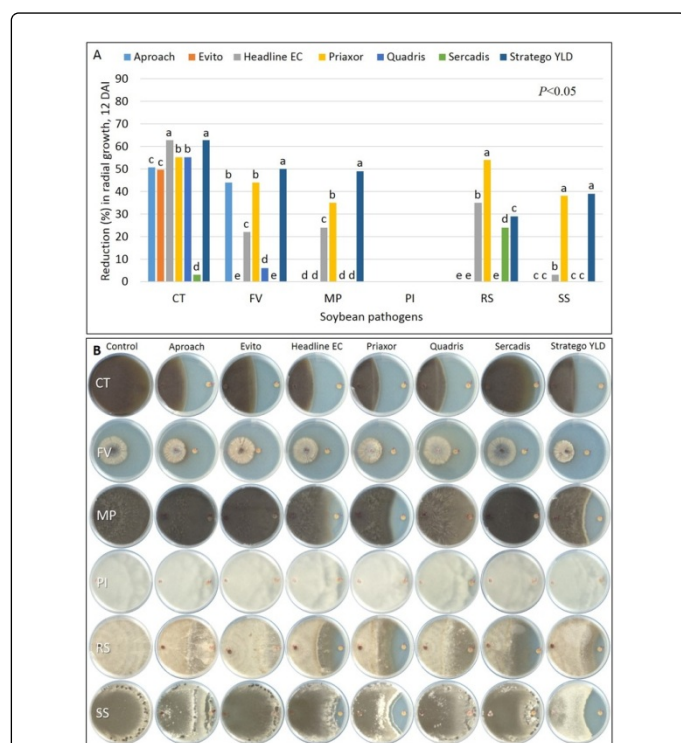 A
Aproach Evito Headline EC Priaxor Quadris Sercadis Stratego YLD
P<0.05
Reduction (%) in radial growth, 12 DAI
90
80
70
60
50
40
30
20
10
0
c c a b b d a
b e c b d e a
d d c b d d a
e e b a e d c
c c b a c c a
CT FV MP PI RS SS
Soybean pathogens
B
Control Aproach Evito Headline EC Priaxor Quadris Sercadis Stratego YLD
CT
FV
MP
PI
RS
SS